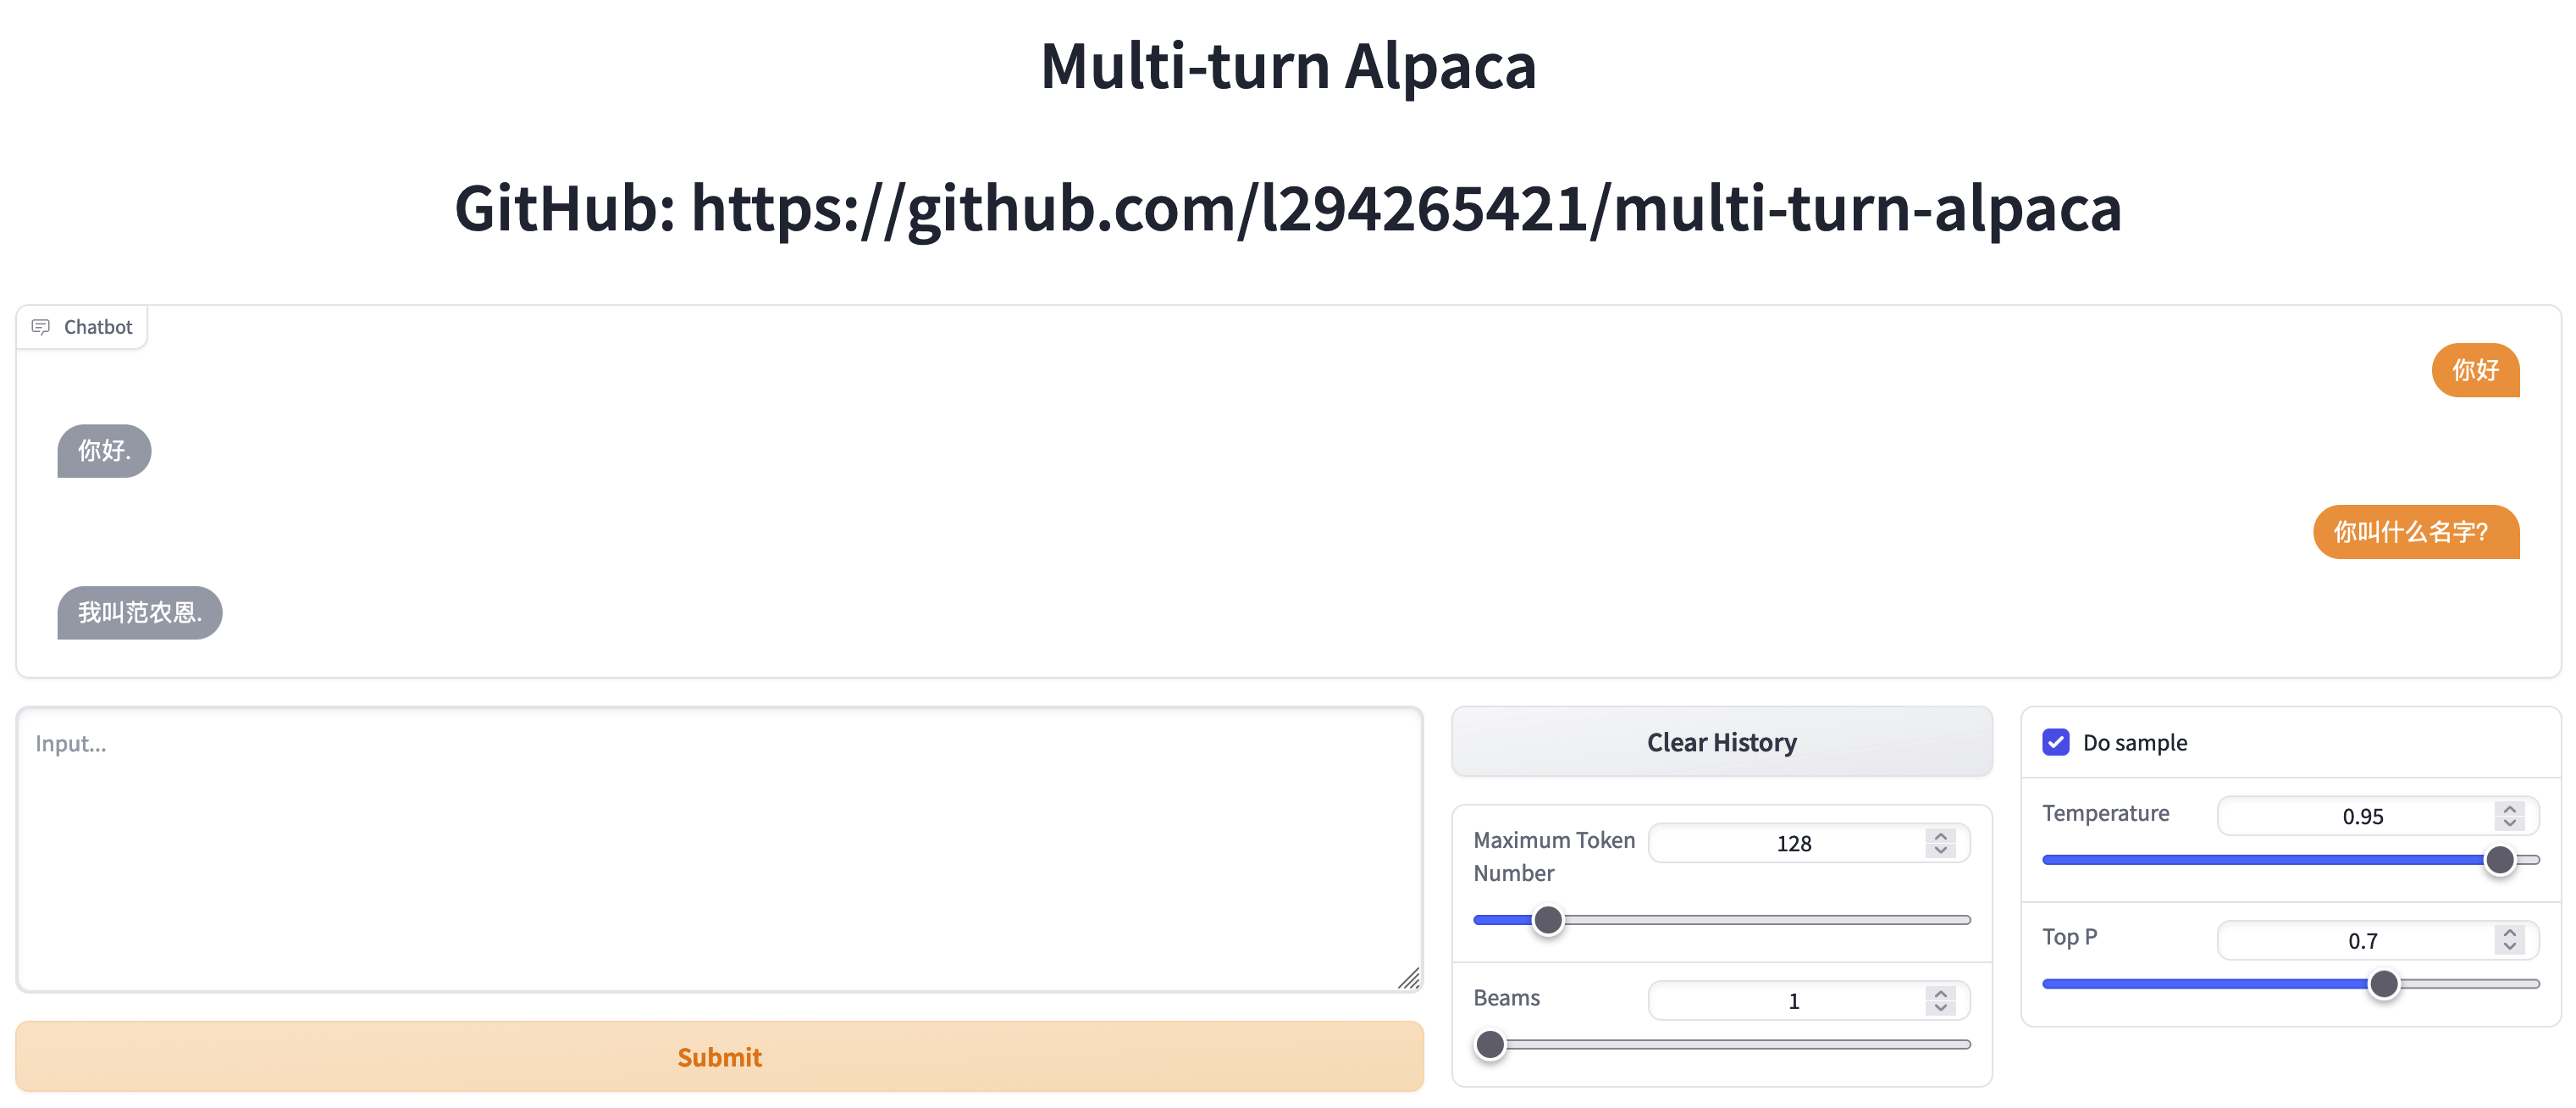 Multi-turn Alpaca
GitHub: https://github.com/l294265421/multi-turn-alpaca
Chatbot
你好
你好.
你叫什么名字？
我叫范农恩.
Input...
Submit
Clear History
Maximum Token
Number
128
Beams
1
Do sample
Temperature
0.95
Top P
0.7